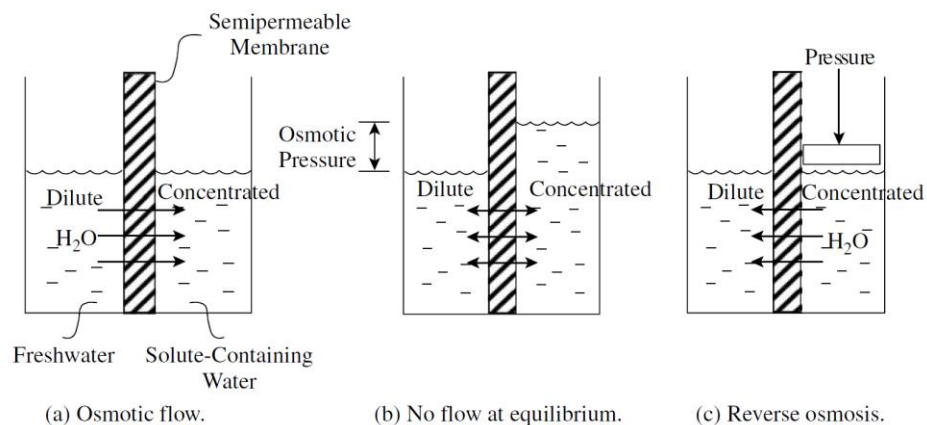 Semipermeable
Membrane
Dilute
Concentrated
H₂O
Freshwater
Solute-Containing
Water
(a) Osmotic flow.
Osmotic
Pressure
Dilute
Concentrated
(b) No flow at equilibrium.
Pressure
Dilute
Concentrated
H₂O
(c) Reverse osmosis.